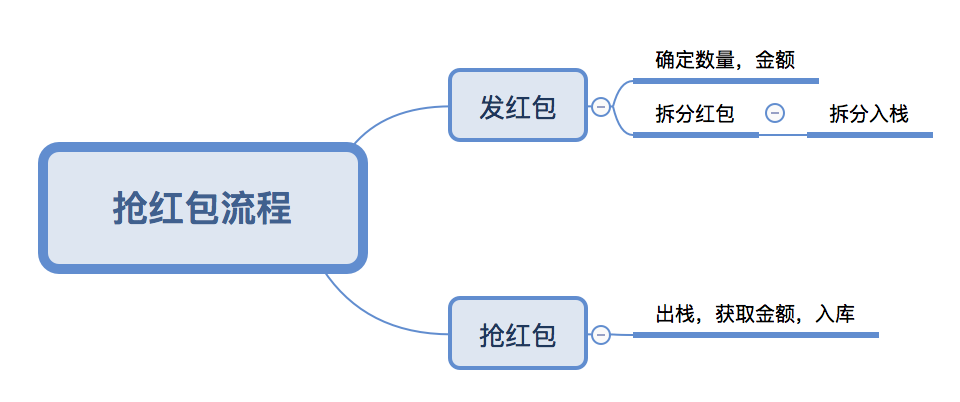 确定数量，金额
发红包
拆分红包
拆分入栈
抢红包流程
出栈，获取金额，入库
抢红包